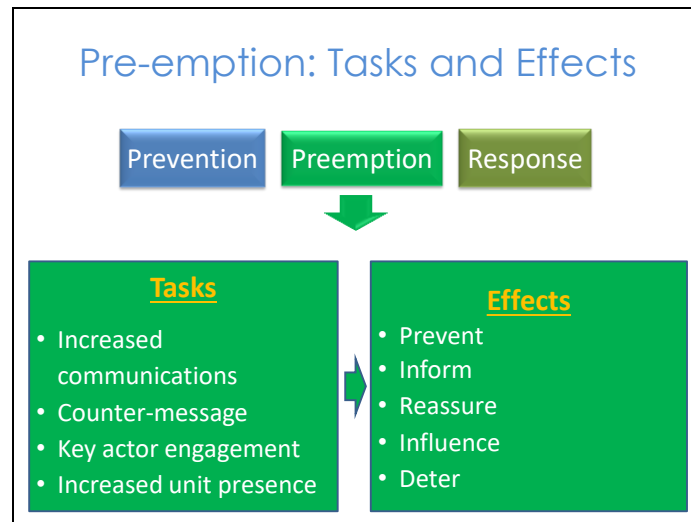 Pre-emption: Tasks and Effects
Prevention Preemption Response
Tasks
• Increased
communications
• Counter-message
• Key actor engagement
• Increased unit presence
Effects
• Prevent
• Inform
• Reassure
• Influence
• Deter